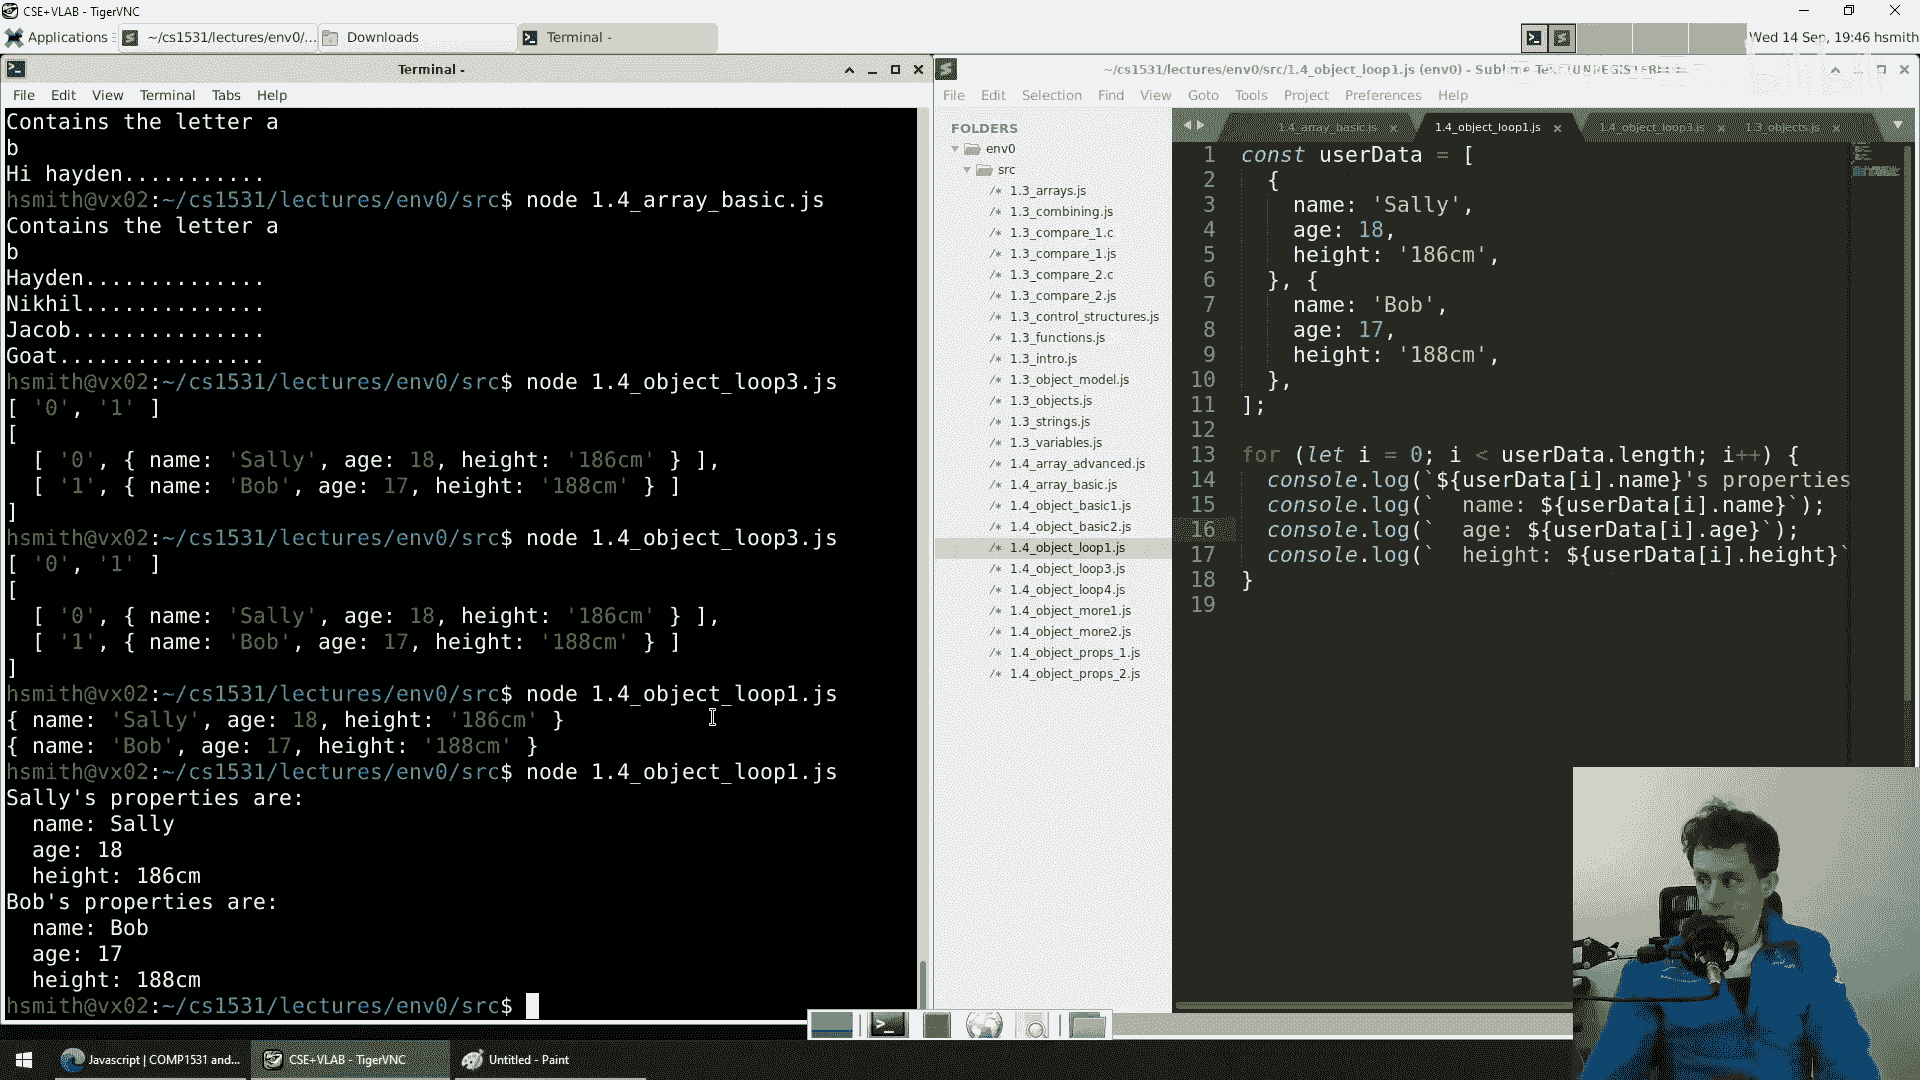 CSE+VLAB - TigerVNC
Applications
~/cs1531/lectures/env0/...
Downloads
Terminal -
Wed 14 Sep, 19:46 hsmith
Terminal -
File Edit View Terminal Tabs Help
Contains the letter a
b
Hi hayden...........
hsmith@vx02:~/cs1531/lectures/env0/src$ node 1.4_array_basic.js
Contains the letter a
b
Hayden..............
Nikhil..............
Jacob...............
Goat................
hsmith@vx02:~/cs1531/lectures/env0/src$ node 1.4_object_loop3.js
[ '0', '1' ]
[
  [ '0', { name: 'Sally', age: 18, height: '186cm' } ],
  [ '1', { name: 'Bob', age: 17, height: '188cm' } ]
]
hsmith@vx02:~/cs1531/lectures/env0/src$ node 1.4_object_loop3.js
[ '0', '1' ]
[
  [ '0', { name: 'Sally', age: 18, height: '186cm' } ],
  [ '1', { name: 'Bob', age: 17, height: '188cm' } ]
]
hsmith@vx02:~/cs1531/lectures/env0/src$ node 1.4_object_loop1.js
{ name: 'Sally', age: 18, height: '186cm' }
{ name: 'Bob', age: 17, height: '188cm' }
hsmith@vx02:~/cs1531/lectures/env0/src$ node 1.4_object_loop1.js
Sally's properties are:
  name: Sally
  age: 18
  height: 186cm
Bob's properties are:
  name: Bob
  age: 17
  height: 188cm
hsmith@vx02:~/cs1531/lectures/env0/src$
~/cs1531/lectures/env0/src/1.4_object_loop1.js (env0) - Sublime Text (UNREGISTERED)
File Edit Selection Find View Goto Tools Project Preferences Help
FOLDERS
env0
src
/* 1.3_arrays.js
/* 1.3_combining.js
/* 1.3_compare_1.c
/* 1.3_compare_1.js
/* 1.3_compare_2.c
/* 1.3_compare_2.js
/* 1.3_control_structures.js
/* 1.3_functions.js
/* 1.3_intro.js
/* 1.3_object_model.js
/* 1.3_objects.js
/* 1.3_strings.js
/* 1.3_variables.js
/* 1.4_array_advanced.js
/* 1.4_array_basic.js
/* 1.4_object_basic1.js
/* 1.4_object_basic2.js
/* 1.4_object_loop1.js
/* 1.4_object_loop3.js
/* 1.4_object_loop4.js
/* 1.4_object_more1.js
/* 1.4_object_more2.js
/* 1.4_object_props_1.js
/* 1.4_object_props_2.js
1.4_array_basic.js 1.4_object_loop1.js 1.4_object_loop3.js 1.3_objects.js
1 const userData = [
2   {
3     name: 'Sally',
4     age: 18,
5     height: '186cm',
6   }, {
7     name: 'Bob',
8     age: 17,
9     height: '188cm',
10   },
11 ];
12
13 for (let i = 0; i < userData.length; i++) {
14   console.log(`${userData[i].name}'s properties
15   console.log(`  name: ${userData[i].name}`);
16   console.log(`  age: ${userData[i].age}`);
17   console.log(`  height: ${userData[i].height}`
18 }
19
Javascript | COMP1531 and...
CSE+VLAB - TigerVNC
Untitled - Paint